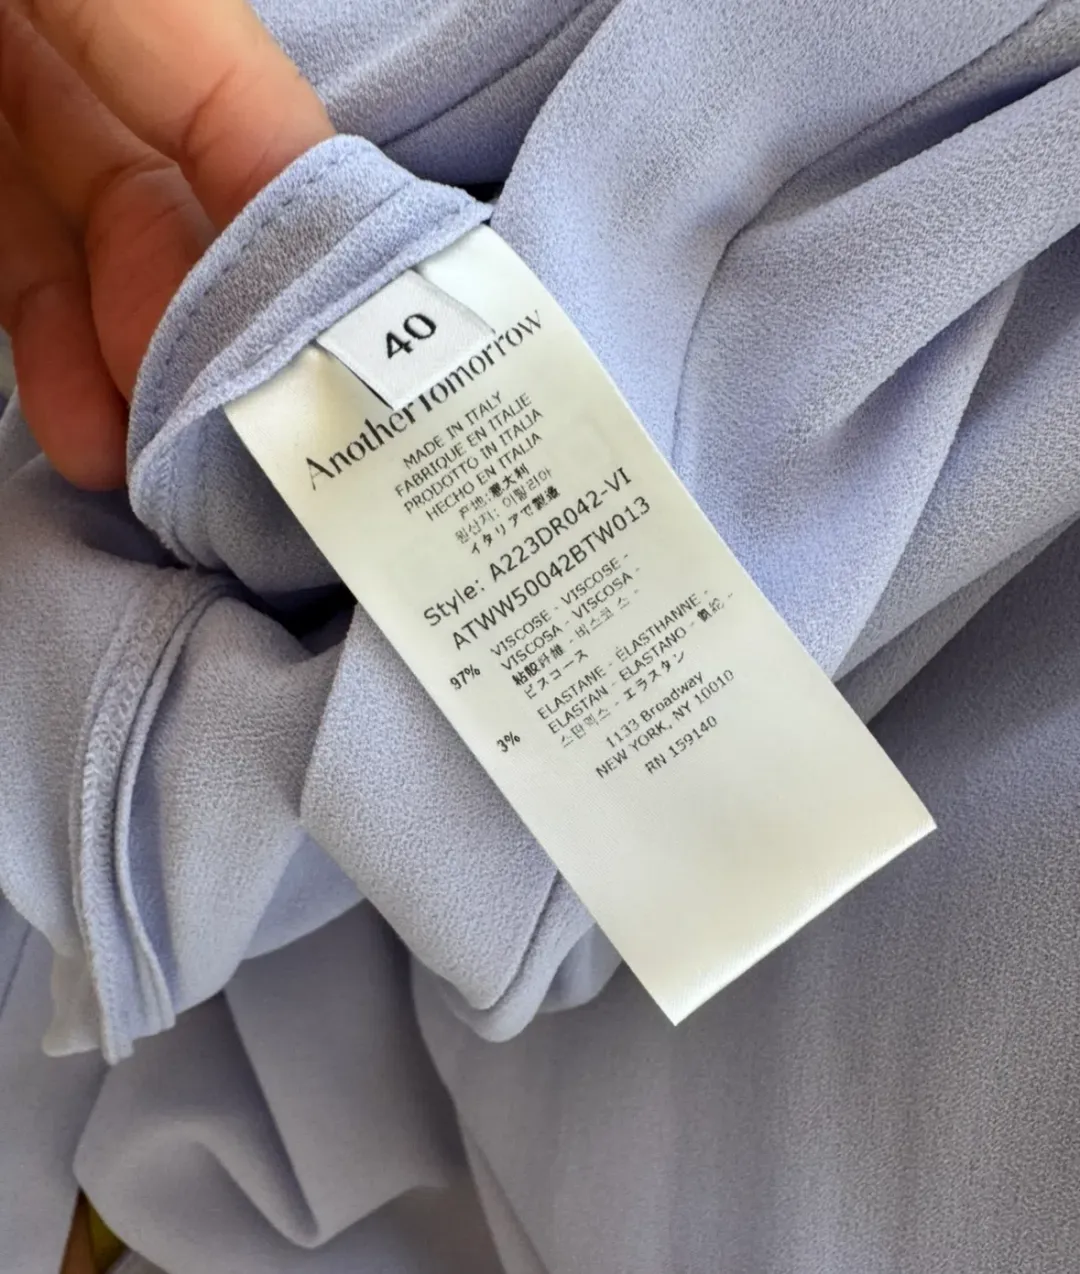 40
AnotherTomorrow
MADE IN ITALY
FABRIQUE EN ITALIE
PRODOTTO IN ITALIA
HECHO EN ITALIA
产地:意大利
원산지: 이탈리아
イタリアで製造
Style: A223DR042-VI
ATWW50042BTW013
97% VISCOSE - VISCOSE -
VISCOSA - VISCOSA -
粘胶纤维 - 비스코스 -
ビスコース
3% ELASTANE - ÉLASTHANNE -
ELASTAN - ELASTANO - 氨纶 -
스판덱스 - エラスタン
1133 Broadway
NEW YORK, NY 10010
RN 159140